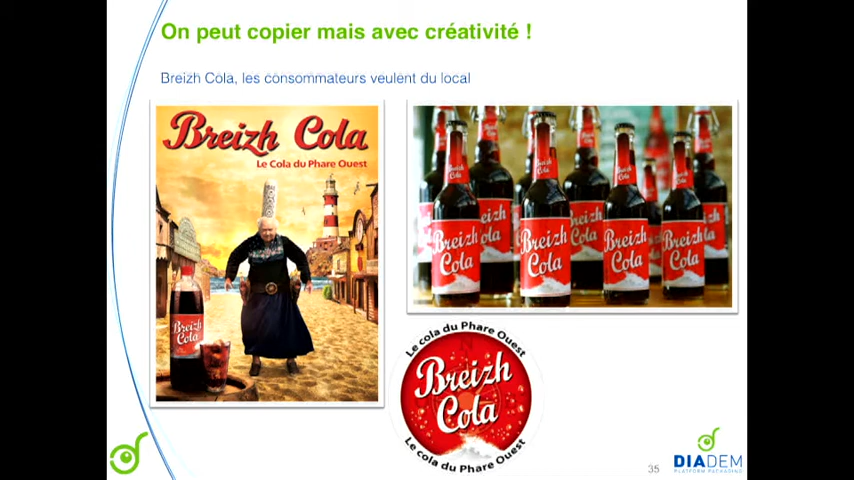 On peut copier mais avec créativité !
Breizh Cola, les consommateurs veulent du local
Breizh Cola
Le Cola du Phare Ouest
Breizh
Cola
Breizh
Cola
Breizh
Cola
Breizh
Cola
Breizh
Cola
Le cola du Phare Ouest
Breizh
Cola
Le cola du Phare Ouest
35
DIADEM
PLATFORM PACKAGING